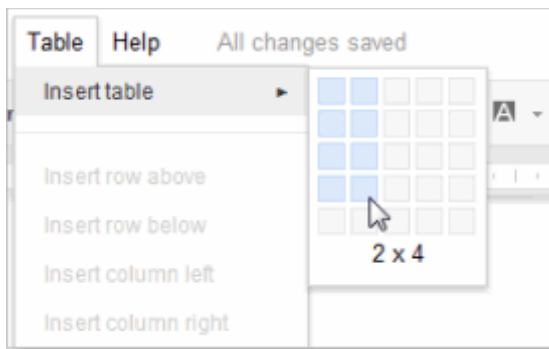 Table Help All changes saved
Insert table
A
2 x 4
Insert row above
Insert row below
Insert column left
Insert column right